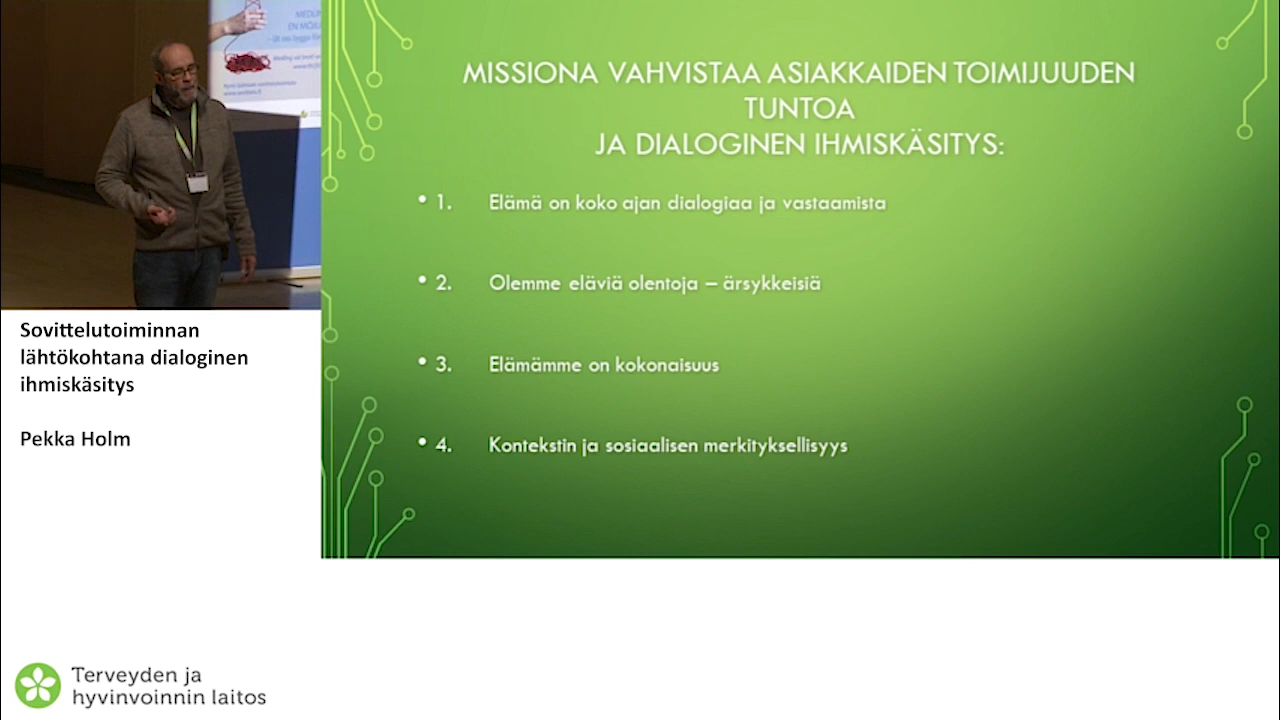 MISSIONA VAHVISTAA ASIAKKAIDEN TOIMIJUUDEN
TUNTOA
JA DIALOGINEN IHMISKÄSITYS:
• 1. Elämä on koko ajan dialogiaa ja vastaamista
• 2. Olemme eläviä olentoja – ärsykkeisiä
• 3. Elämämme on kokonaisuus
• 4. Kontekstin ja sosiaalisen merkityksellisyys
Sovittelutoiminnan
lähtökohtana dialoginen
ihmiskäsitys
Pekka Holm
Terveyden ja
hyvinvoinnin laitos